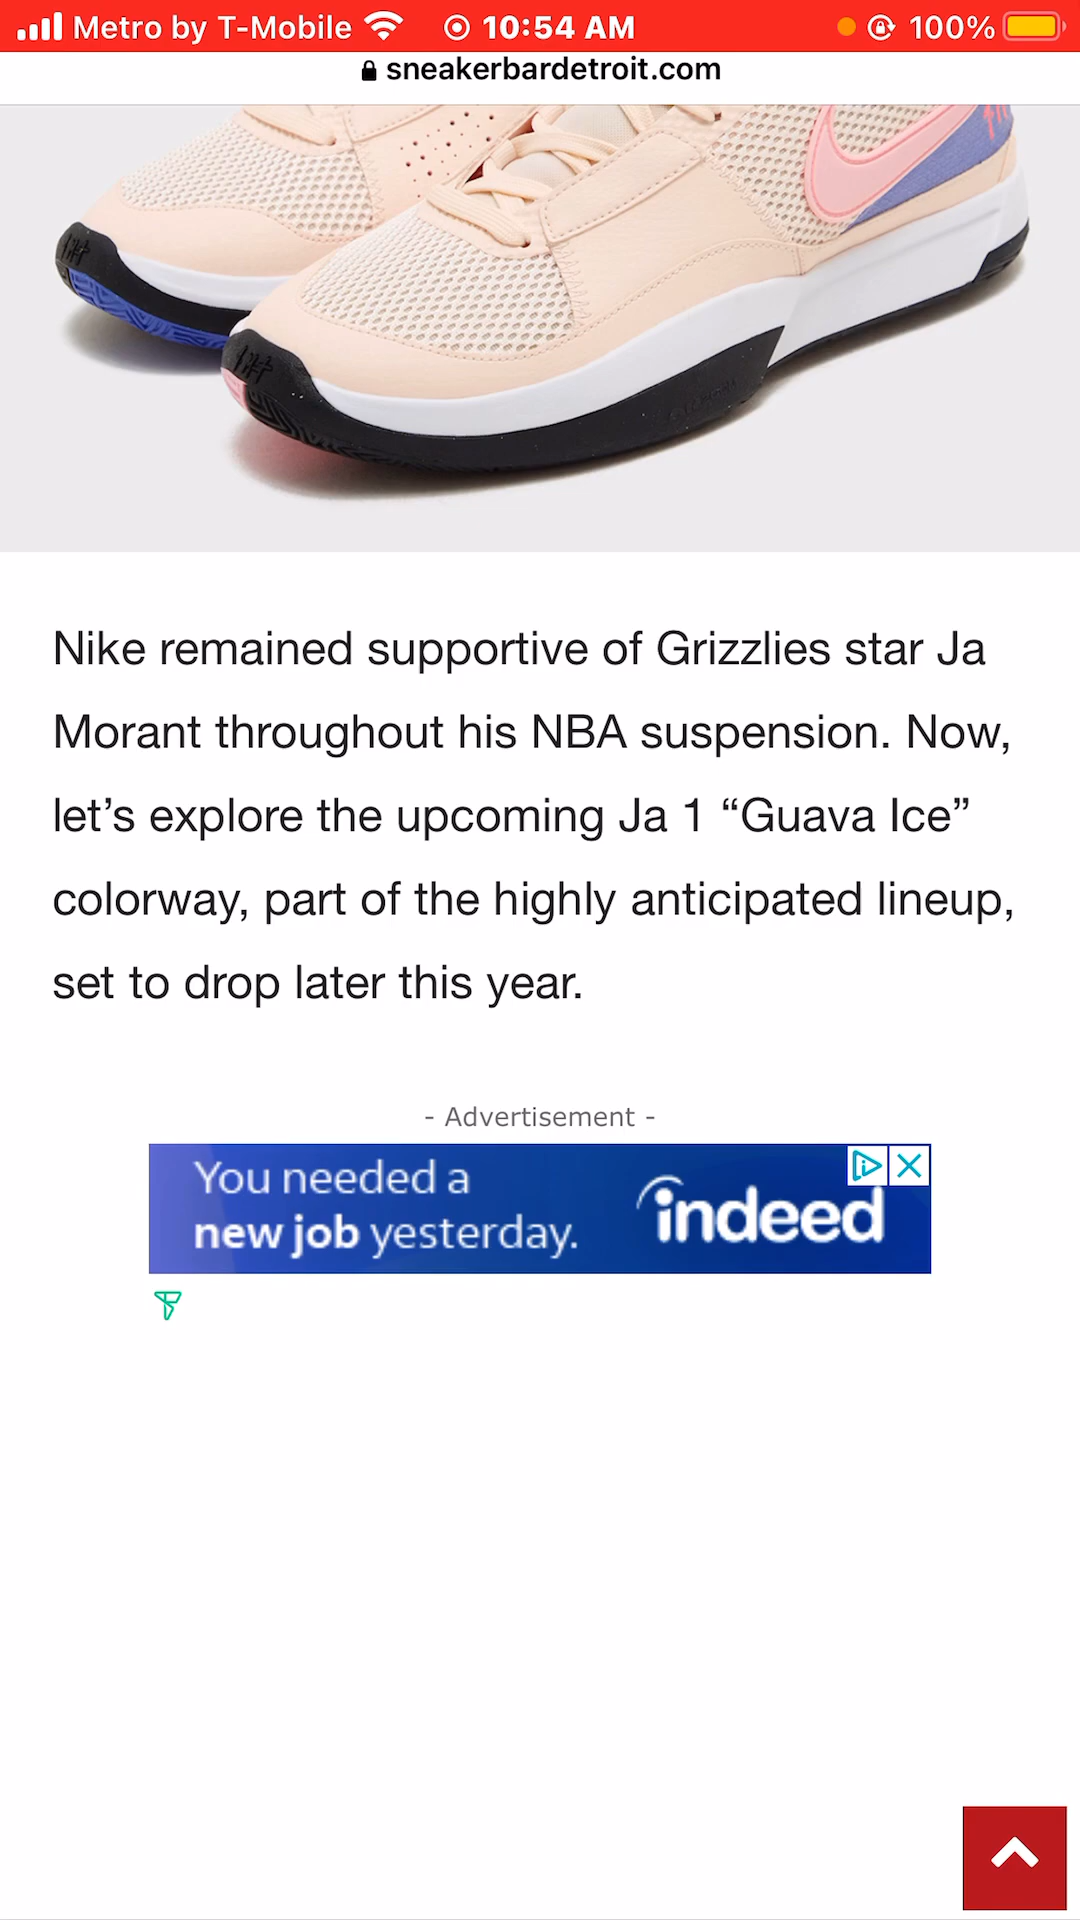 Metro by T-Mobile 10:54 AM 100%
sneakerbardetroit.com
Nike remained supportive of Grizzlies star Ja
Morant throughout his NBA suspension. Now,
let’s explore the upcoming Ja 1 “Guava Ice”
colorway, part of the highly anticipated lineup,
set to drop later this year.
- Advertisement -
You needed a
new job yesterday.
indeed